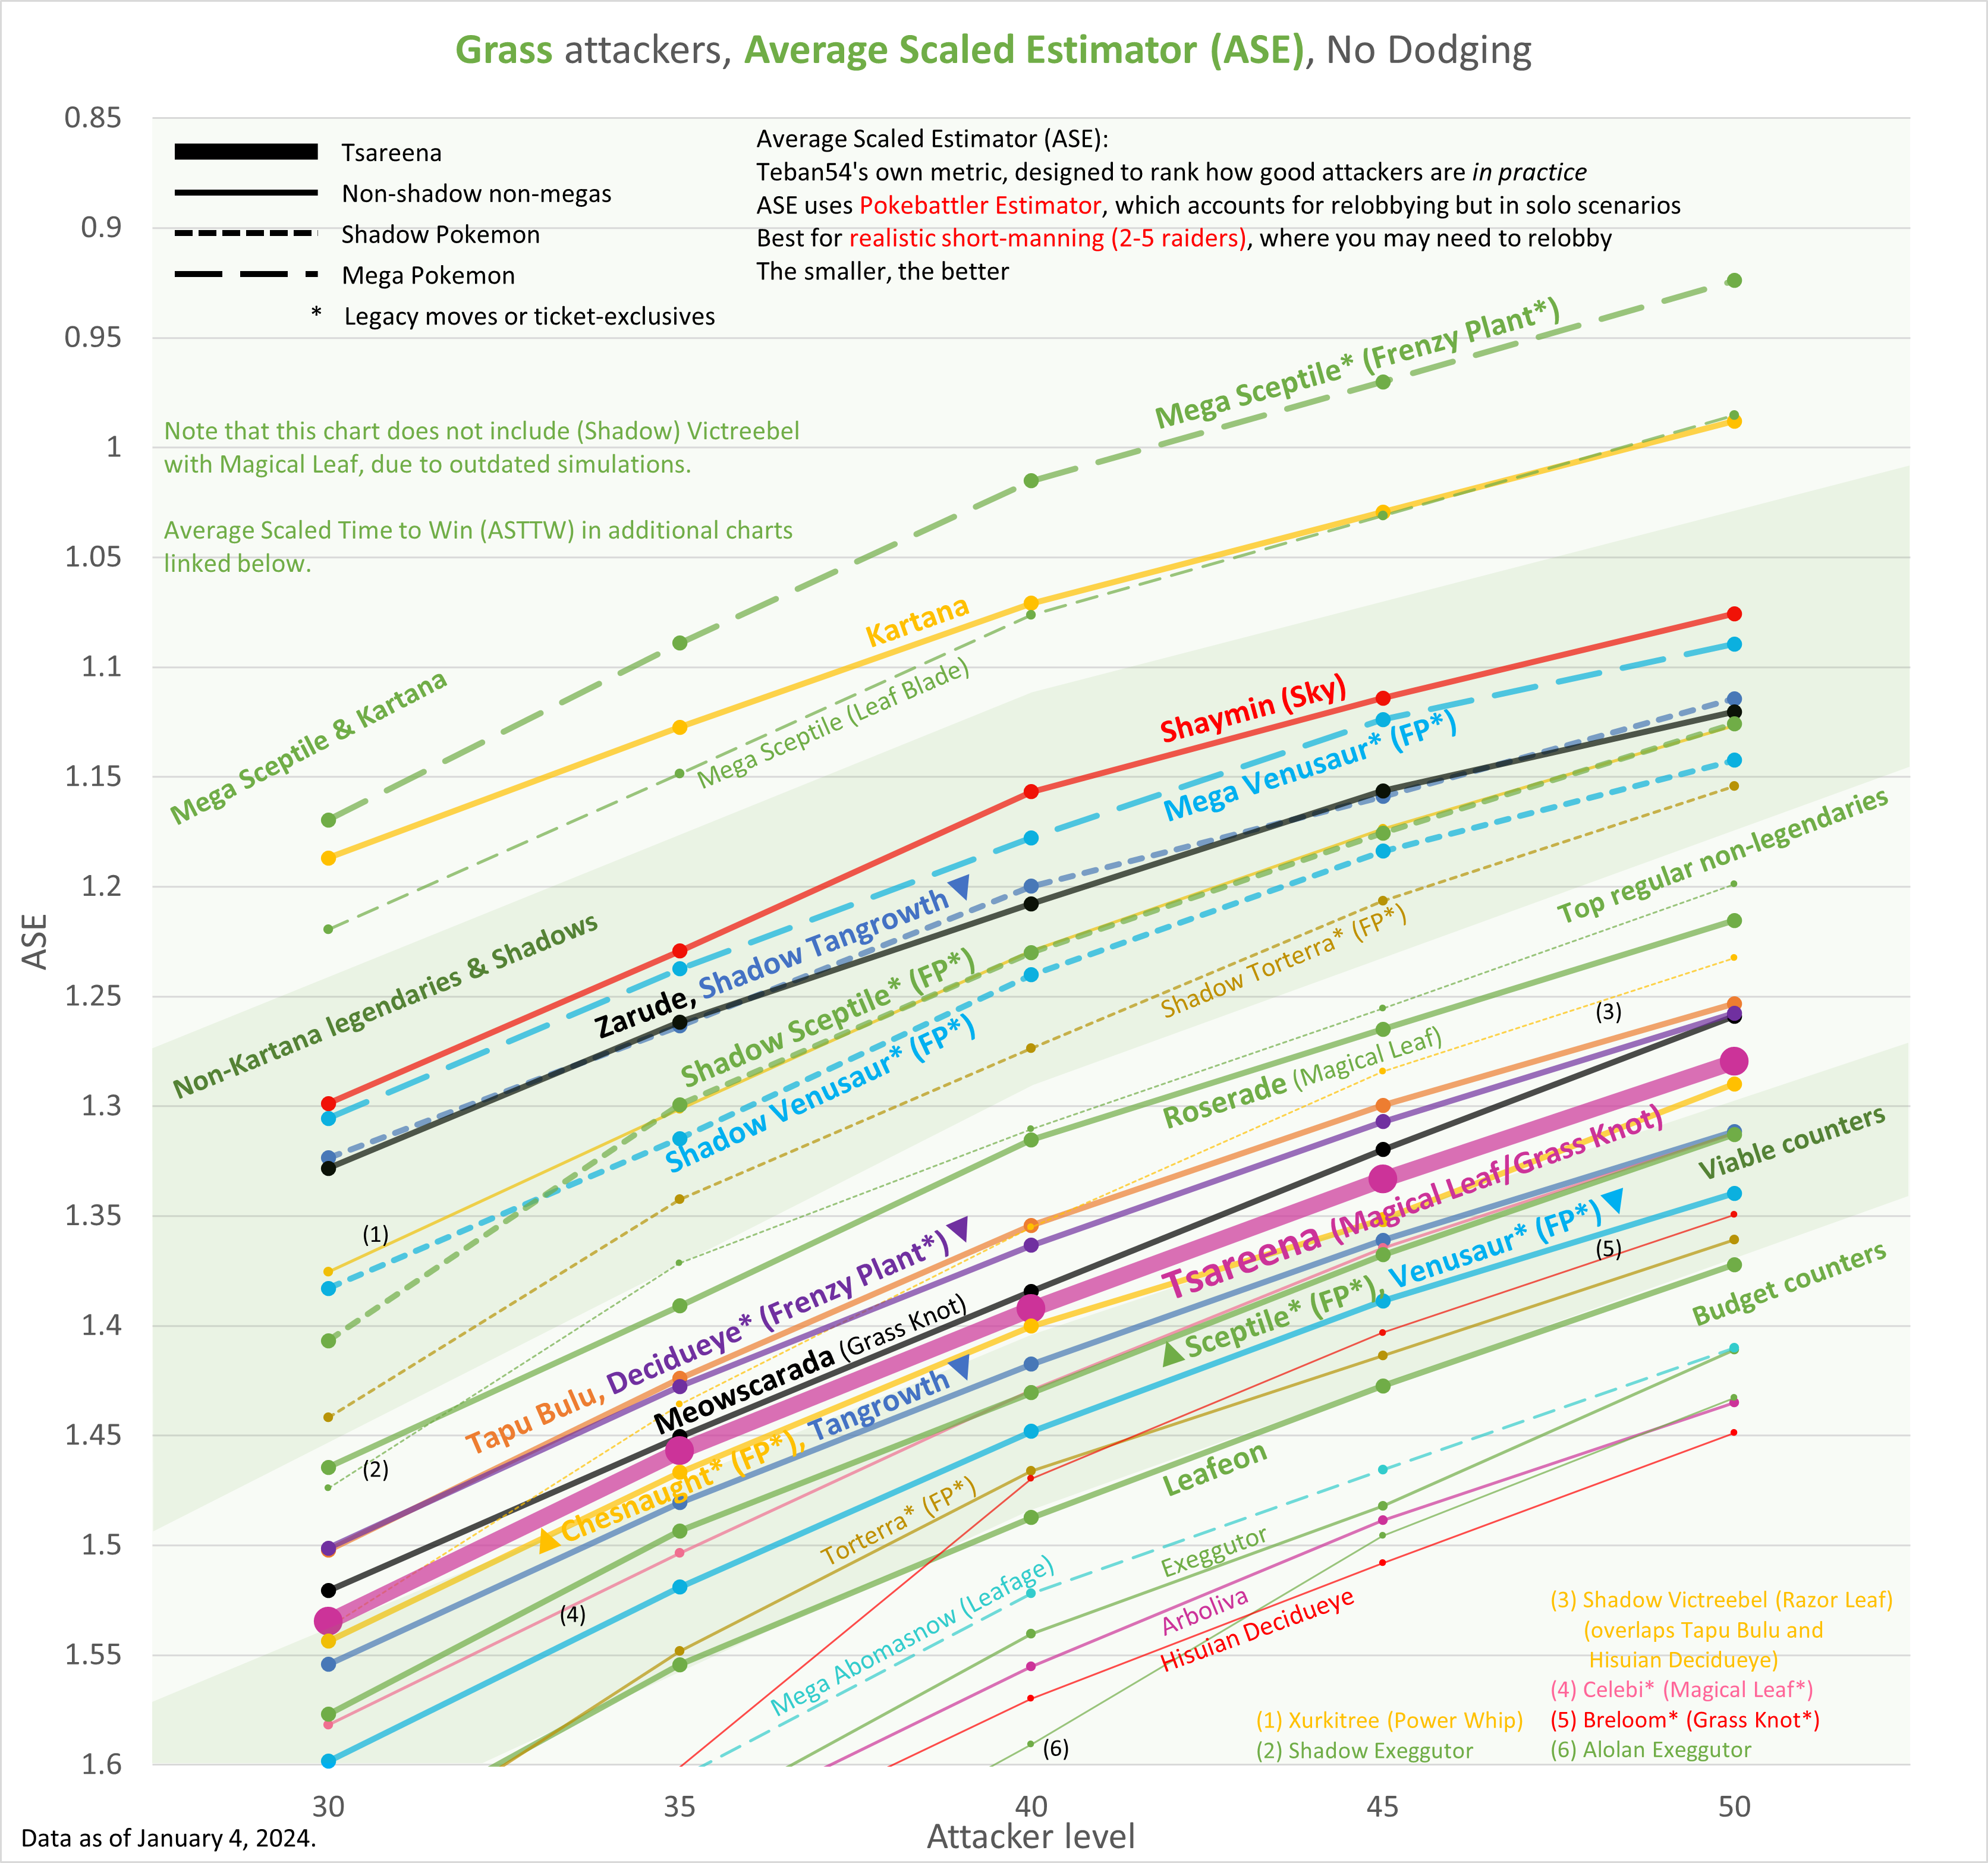 Grass attackers, Average Scaled Estimator (ASE), No Dodging
0.85
0.9
0.95
1
1.05
1.1
1.15
1.2
1.25
1.3
1.35
1.4
1.45
1.5
1.55
1.6
ASE
Tsareena
Non-shadow non-megas
Shadow Pokemon
Mega Pokemon
* Legacy moves or ticket-exclusives
Average Scaled Estimator (ASE):
Teban54's own metric, designed to rank how good attackers are in practice
ASE uses Pokebattler Estimator, which accounts for relobbying but in solo scenarios
Best for realistic short-manning (2-5 raiders), where you may need to relobby
The smaller, the better
Note that this chart does not include (Shadow) Victreebel
with Magical Leaf, due to outdated simulations.
Average Scaled Time to Win (ASTTW) in additional charts
linked below.
Mega Sceptile* (Frenzy Plant*)
Kartana
Mega Sceptile & Kartana
Mega Sceptile (Leaf Blade)
Shaymin (Sky)
Mega Venusaur* (FP*)
Non-Kartana legendaries & Shadows
Zarude, Shadow Tangrowth
Shadow Sceptile* (FP*)
Shadow Venusaur* (FP*)
Shadow Torterra* (FP*)
Top regular non-legendaries
(1)
(2)
(3)
Roserade (Magical Leaf)
Tapu Bulu, Decidueye* (Frenzy Plant*)
Meowscarada (Grass Knot)
Tsareena (Magical Leaf/Grass Knot)
Viable counters
Chesnaught* (FP*), Tangrowth
Sceptile* (FP*), Venusaur* (FP*)
(5)
Budget counters
(4)
Torterra* (FP*)
Leafeon
Mega Abomasnow (Leafage)
Exeggutor
Arboliva
Hisuian Decidueye
(6)
(1) Xurkitree (Power Whip)
(2) Shadow Exeggutor
(3) Shadow Victreebel (Razor Leaf)
(overlaps Tapu Bulu and
Hisuian Decidueye)
(4) Celebi* (Magical Leaf*)
(5) Breloom* (Grass Knot*)
(6) Alolan Exeggutor
30
35
40
45
50
Attacker level
Data as of January 4, 2024.